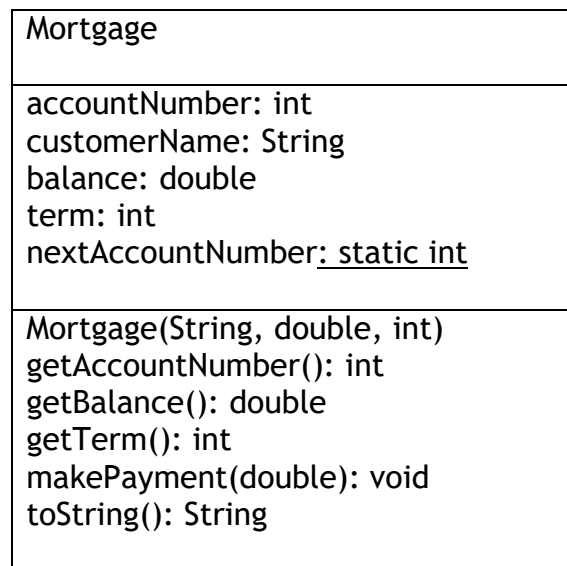 Mortgage
accountNumber: int
customerName: String
balance: double
term: int
nextAccountNumber: static int
Mortgage(String, double, int)
getAccountNumber(): int
getBalance(): double
getTerm(): int
makePayment(double): void
toString(): String